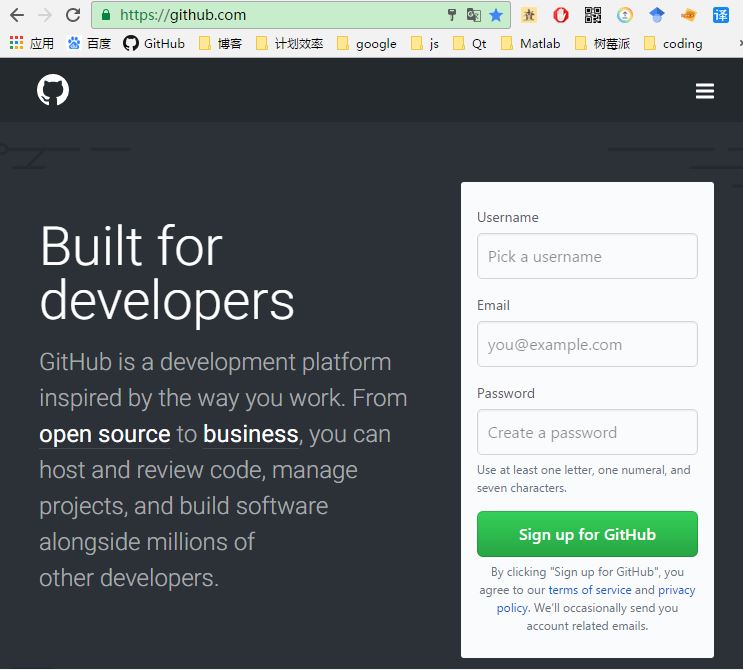 https://github.com
应用 百度 GitHub 博客 计划效率 google js Qt Matlab 树莓派 coding
译
Built for
developers
GitHub is a development platform
inspired by the way you work. From
open source to business, you can
host and review code, manage
projects, and build software
alongside millions of
other developers.
Username
Pick a username
Email
you@example.com
Password
Create a password
Use at least one letter, one numeral, and
seven characters.
Sign up for GitHub
By clicking "Sign up for GitHub", you
agree to our terms of service and privacy
policy. We'll occasionally send you
account related emails.